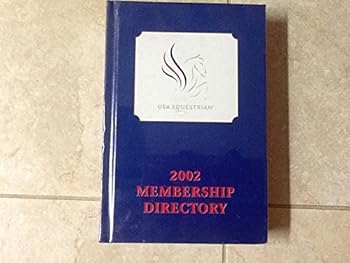 USA EQUESTRIAN
2002
MEMBERSHIP
DIRECTORY